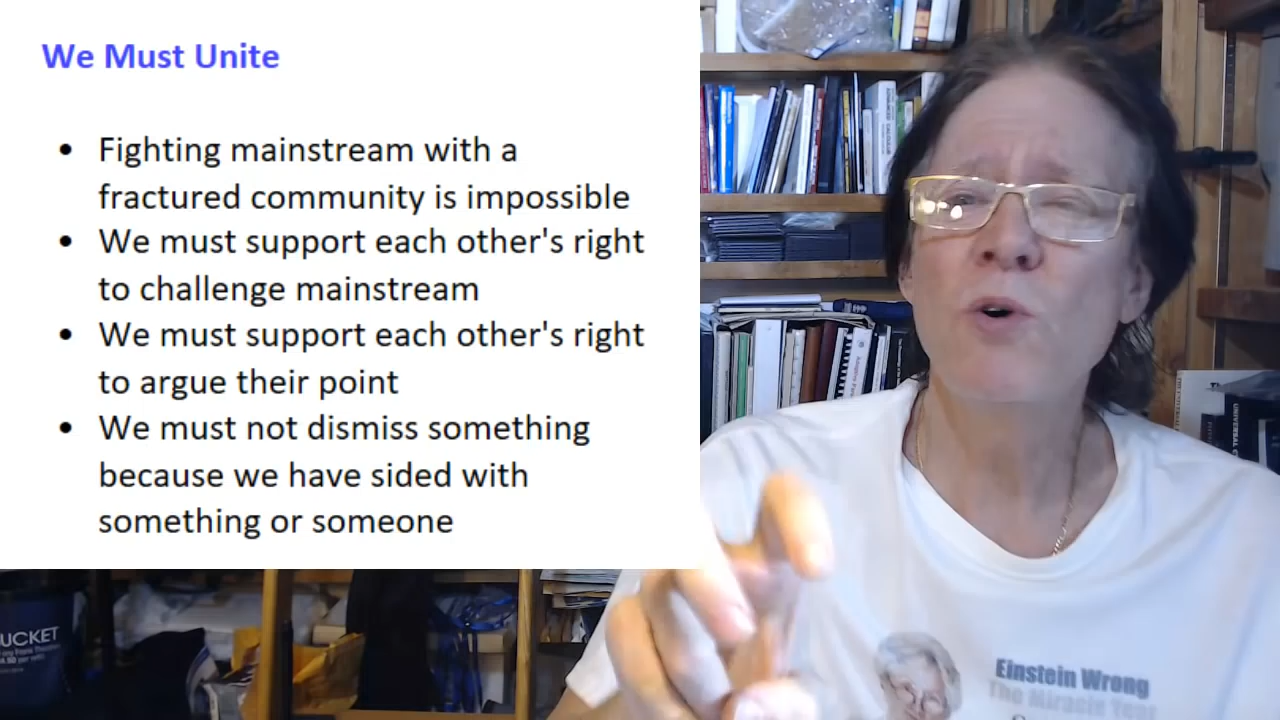 We Must Unite
• Fighting mainstream with a
fractured community is impossible
• We must support each other's right
to challenge mainstream
• We must support each other's right
to argue their point
• We must not dismiss something
because we have sided with
something or someone
UCKET
Einstein Wrong
The Miracle Year